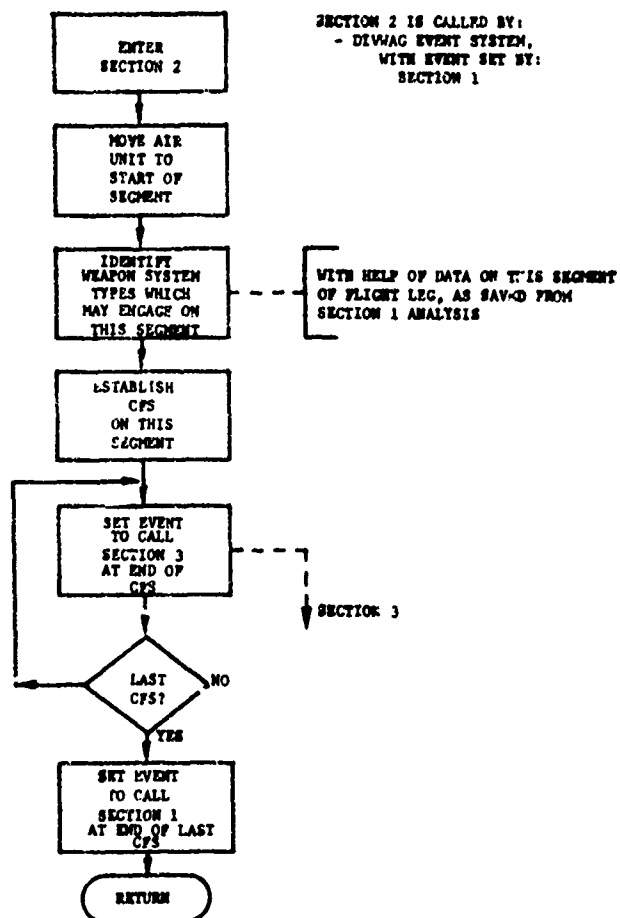 SECTION 2 IS CALLED BY:
- DIVWAG EVENT SYSTEM,
WITH EVENT SET BY:
SECTION 1
ENTER
SECTION 2
MOVE AIR
UNIT TO
START OF
SEGMENT
IDENTIFY
WEAPON SYSTEM
TYPES WHICH
MAY ENGAGE ON
THIS SEGMENT
WITH HELP OF DATA ON THIS SEGMENT
OF FLIGHT LEG, AS SAVED FROM
SECTION 1 ANALYSIS
ESTABLISH
CFS
ON THIS
SEGMENT
SET EVENT
TO CALL
SECTION 3
AT END OF
CFS
SECTION 3
LAST
CFS?
NO
YES
SET EVENT
TO CALL
SECTION 1
AT END OF LAST
CFS
RETURN